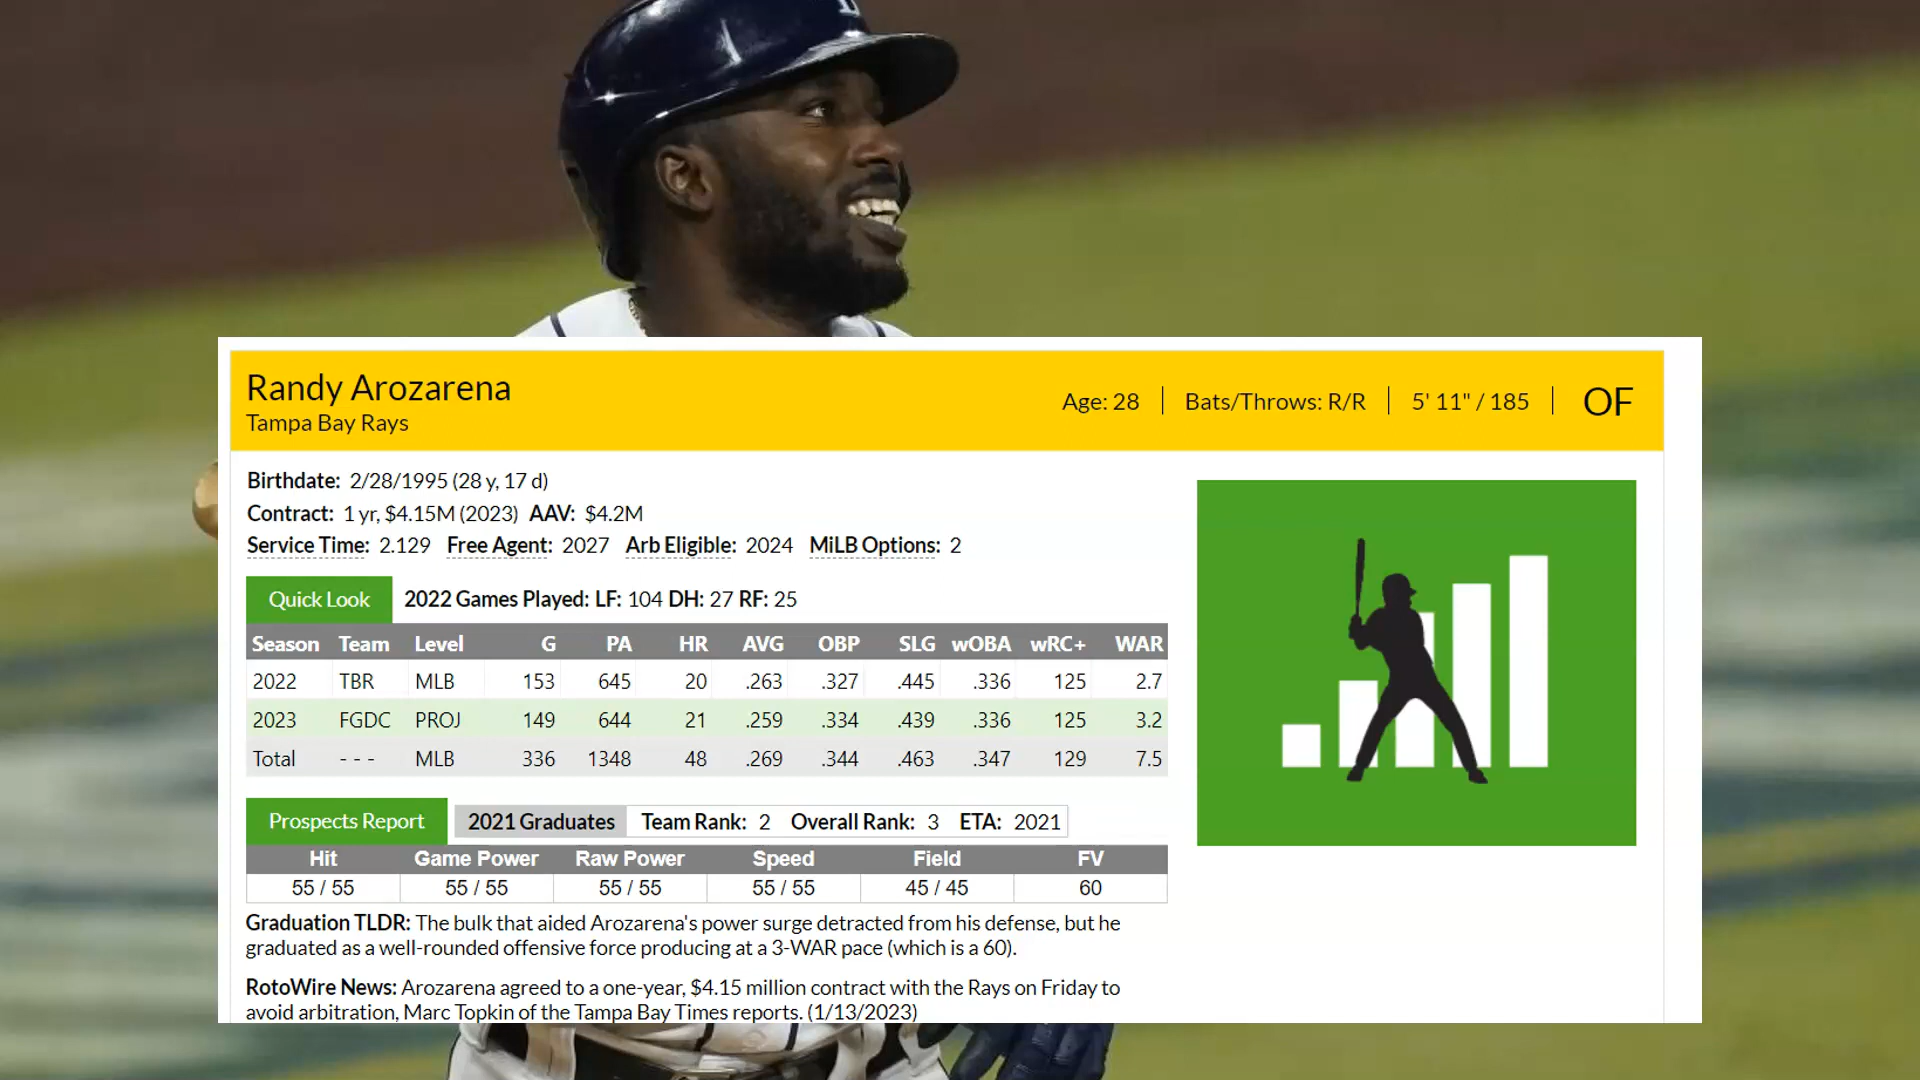 Randy Arozarena
Tampa Bay Rays
Age: 28 Bats/Throws: R/R 5' 11" / 185 OF
Birthdate: 2/28/1995 (28 y, 17 d)
Contract: 1 yr, $4.15M (2023) AAV: $4.2M
Service Time: 2.129 Free Agent: 2027 Arb Eligible: 2024 MiLB Options: 2
Quick Look 2022 Games Played: LF: 104 DH: 27 RF: 25
Season Team Level G PA HR AVG OBP SLG wOBA wRC+ WAR
2022 TBR MLB 153 645 20 .263 .327 .445 .336 125 2.7
2023 FGDC PROJ 149 644 21 .259 .334 .439 .336 125 3.2
Total - - - MLB 336 1348 48 .269 .344 .463 .347 129 7.5
Prospects Report 2021 Graduates Team Rank: 2 Overall Rank: 3 ETA: 2021
Hit Game Power Raw Power Speed Field FV
55 / 55 55 / 55 55 / 55 55 / 55 45 / 45 60
Graduation TLDR: The bulk that aided Arozarena's power surge detracted from his defense, but he
graduated as a well-rounded offensive force producing at a 3-WAR pace (which is a 60).
RotoWire News: Arozarena agreed to a one-year, $4.15 million contract with the Rays on Friday to
avoid arbitration, Marc Topkin of the Tampa Bay Times reports. (1/13/2023)